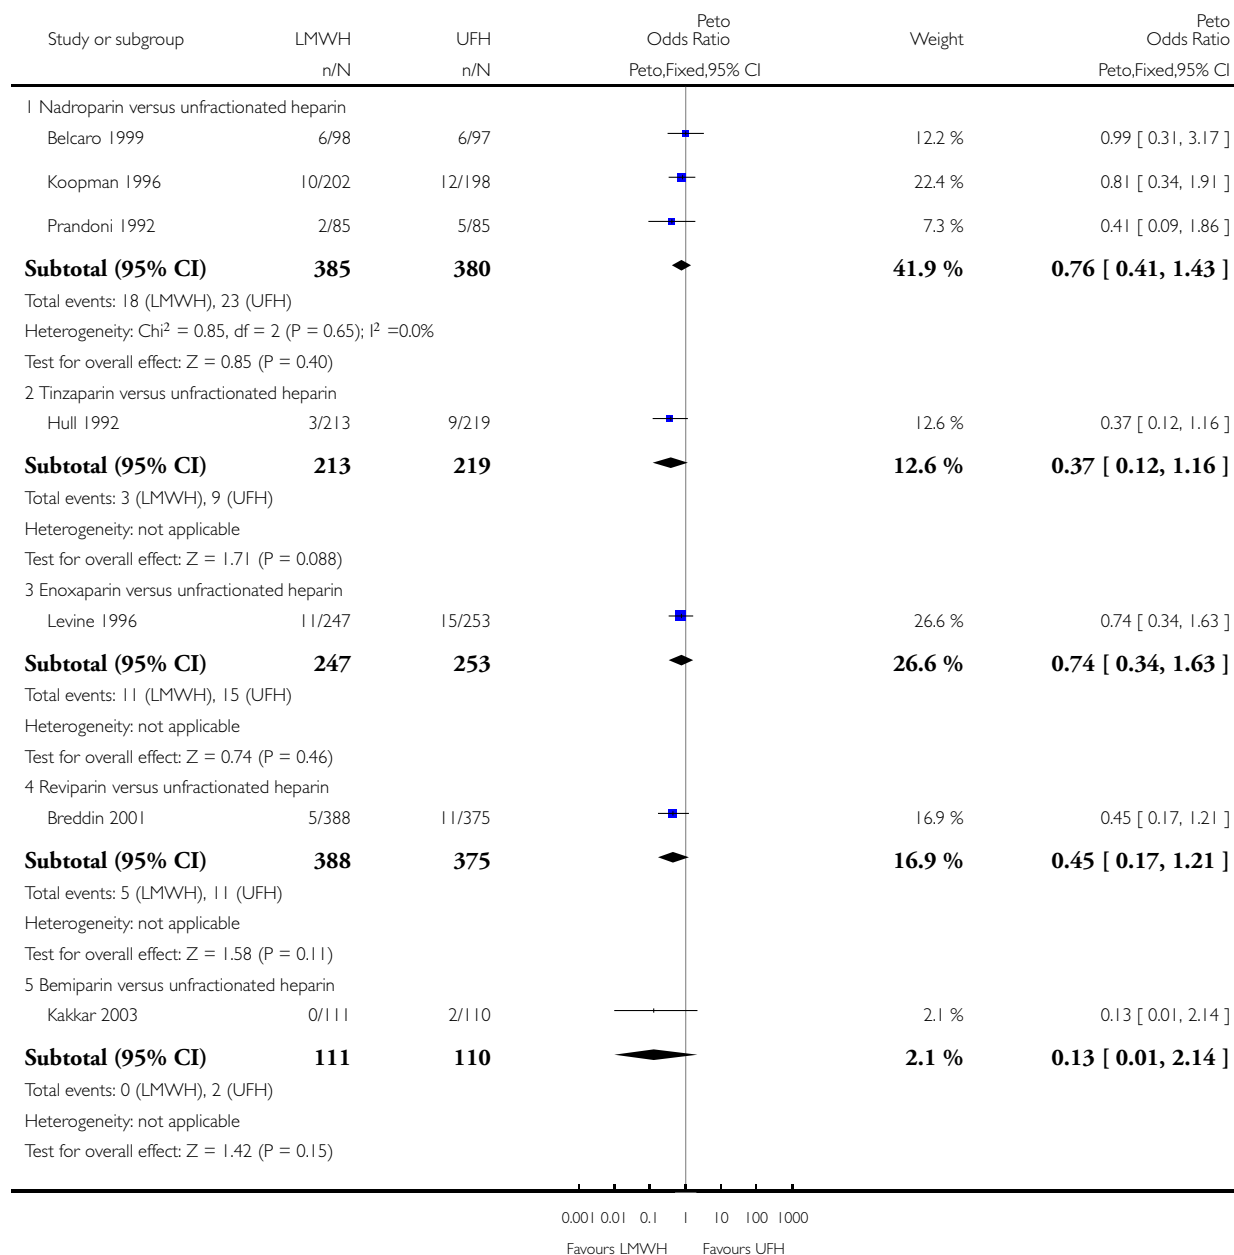 Peto Peto
Study or subgroup LMWH UFH Odds Ratio Weight Odds Ratio
n/N n/N Peto,Fixed,95% CI Peto,Fixed,95% CI
1 Nadroparin versus unfractionated heparin
Belcaro 1999 6/98 6/97 12.2 % 0.99 [ 0.31, 3.17 ]
Koopman 1996 10/202 12/198 22.4 % 0.81 [ 0.34, 1.91 ]
Prandoni 1992 2/85 5/85 7.3 % 0.41 [ 0.09, 1.86 ]
Subtotal (95% CI) 385 380 41.9 % 0.76 [ 0.41, 1.43 ]
Total events: 18 (LMWH), 23 (UFH)
Heterogeneity: Chi² = 0.85, df = 2 (P = 0.65); I² =0.0%
Test for overall effect: Z = 0.85 (P = 0.40)
2 Tinzaparin versus unfractionated heparin
Hull 1992 3/213 9/219 12.6 % 0.37 [ 0.12, 1.16 ]
Subtotal (95% CI) 213 219 12.6 % 0.37 [ 0.12, 1.16 ]
Total events: 3 (LMWH), 9 (UFH)
Heterogeneity: not applicable
Test for overall effect: Z = 1.71 (P = 0.088)
3 Enoxaparin versus unfractionated heparin
Levine 1996 11/247 15/253 26.6 % 0.74 [ 0.34, 1.63 ]
Subtotal (95% CI) 247 253 26.6 % 0.74 [ 0.34, 1.63 ]
Total events: 11 (LMWH), 15 (UFH)
Heterogeneity: not applicable
Test for overall effect: Z = 0.74 (P = 0.46)
4 Reviparin versus unfractionated heparin
Breddin 2001 5/388 11/375 16.9 % 0.45 [ 0.17, 1.21 ]
Subtotal (95% CI) 388 375 16.9 % 0.45 [ 0.17, 1.21 ]
Total events: 5 (LMWH), 11 (UFH)
Heterogeneity: not applicable
Test for overall effect: Z = 1.58 (P = 0.11)
5 Bemiparin versus unfractionated heparin
Kakkar 2003 0/111 2/110 2.1 % 0.13 [ 0.01, 2.14 ]
Subtotal (95% CI) 111 110 2.1 % 0.13 [ 0.01, 2.14 ]
Total events: 0 (LMWH), 2 (UFH)
Heterogeneity: not applicable
Test for overall effect: Z = 1.42 (P = 0.15)
0.001 0.01 0.1 1 10 100 1000
Favours LMWH Favours UFH